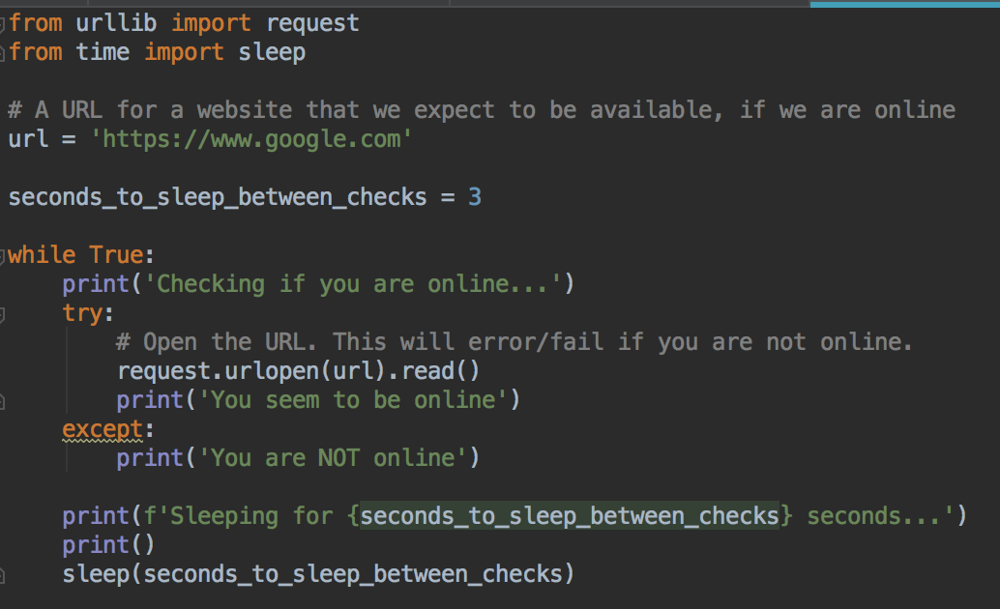 from urllib import request
from time import sleep

# A URL for a website that we expect to be available, if we are online
url = 'https://www.google.com'

seconds_to_sleep_between_checks = 3

while True:
    print('Checking if you are online...')
    try:
        # Open the URL. This will error/fail if you are not online.
        request.urlopen(url).read()
        print('You seem to be online')
    except:
        print('You are NOT online')

    print(f'Sleeping for {seconds_to_sleep_between_checks} seconds...')
    print()
    sleep(seconds_to_sleep_between_checks)